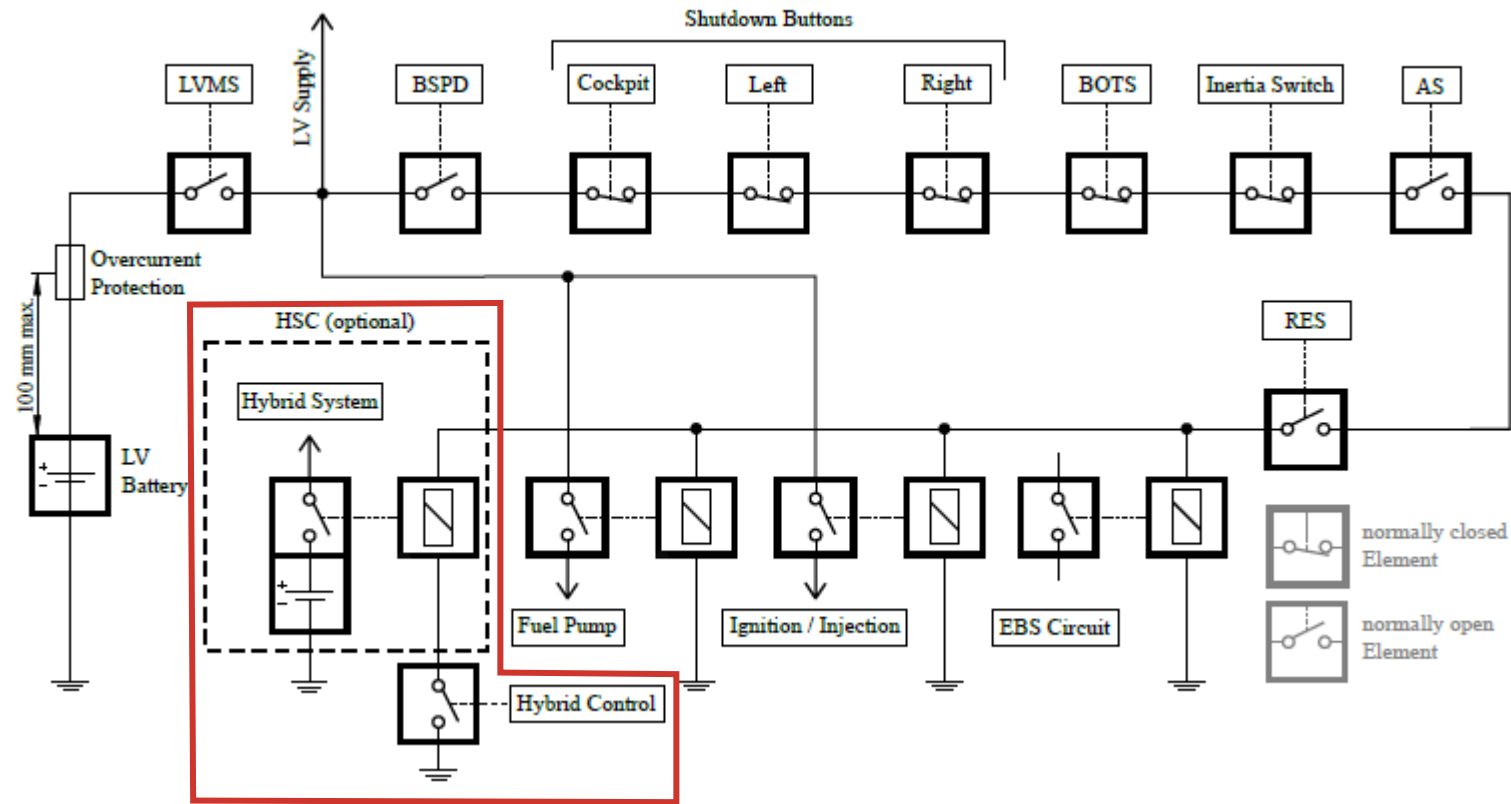 Shutdown Buttons
LVMS
LV Supply
BSPD
Cockpit
Left
Right
BOTS
Inertia Switch
AS
Overcurrent
Protection
100 mm max.
HSC (optional)
RES
Hybrid System
LV
Battery
+
-
+
-
normally closed
Element
Fuel Pump
Ignition / Injection
EBS Circuit
normally open
Element
Hybrid Control